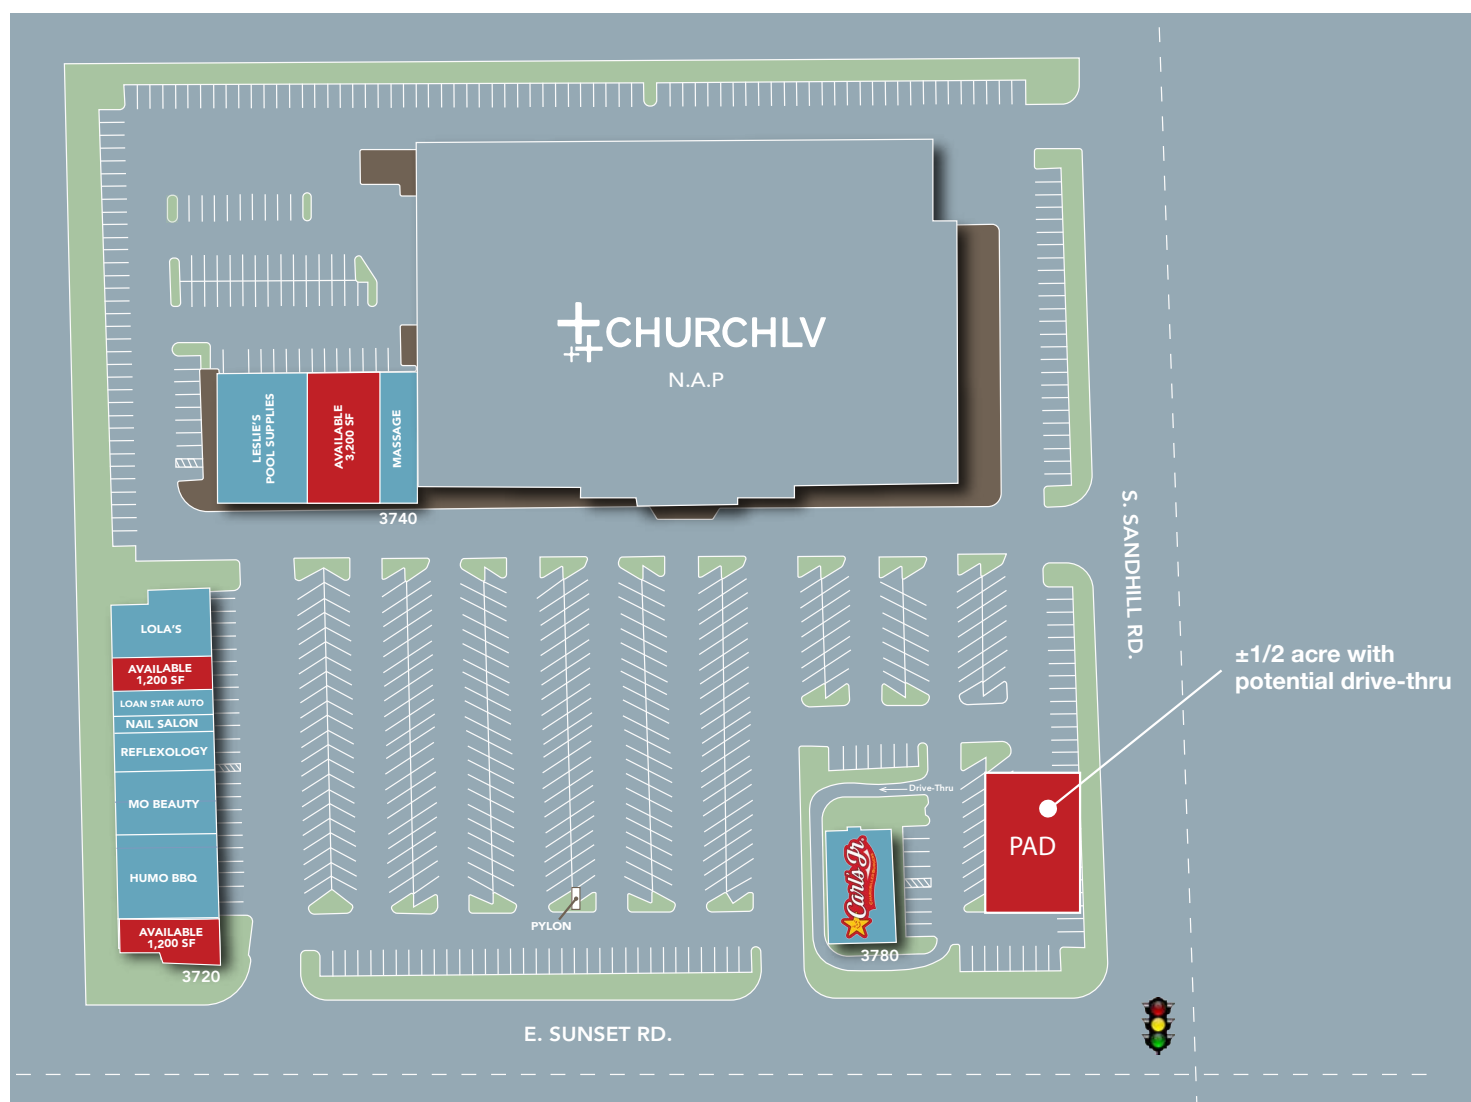 CHURCHLV
N.A.P
LESLIE'S
POOL SUPPLIES
AVAILABLE
3,200 SF
MASSAGE
3740
S. SANDHILL RD.
LOLA'S
AVAILABLE
1,200 SF
LOAN STAR AUTO
NAIL SALON
REFLEXOLOGY
MO BEAUTY
HUMO BBQ
AVAILABLE
1,200 SF
3720
±1/2 acre with
potential drive-thru
Drive-Thru
PAD
Carl's Jr.
PYLON
3780
E. SUNSET RD.